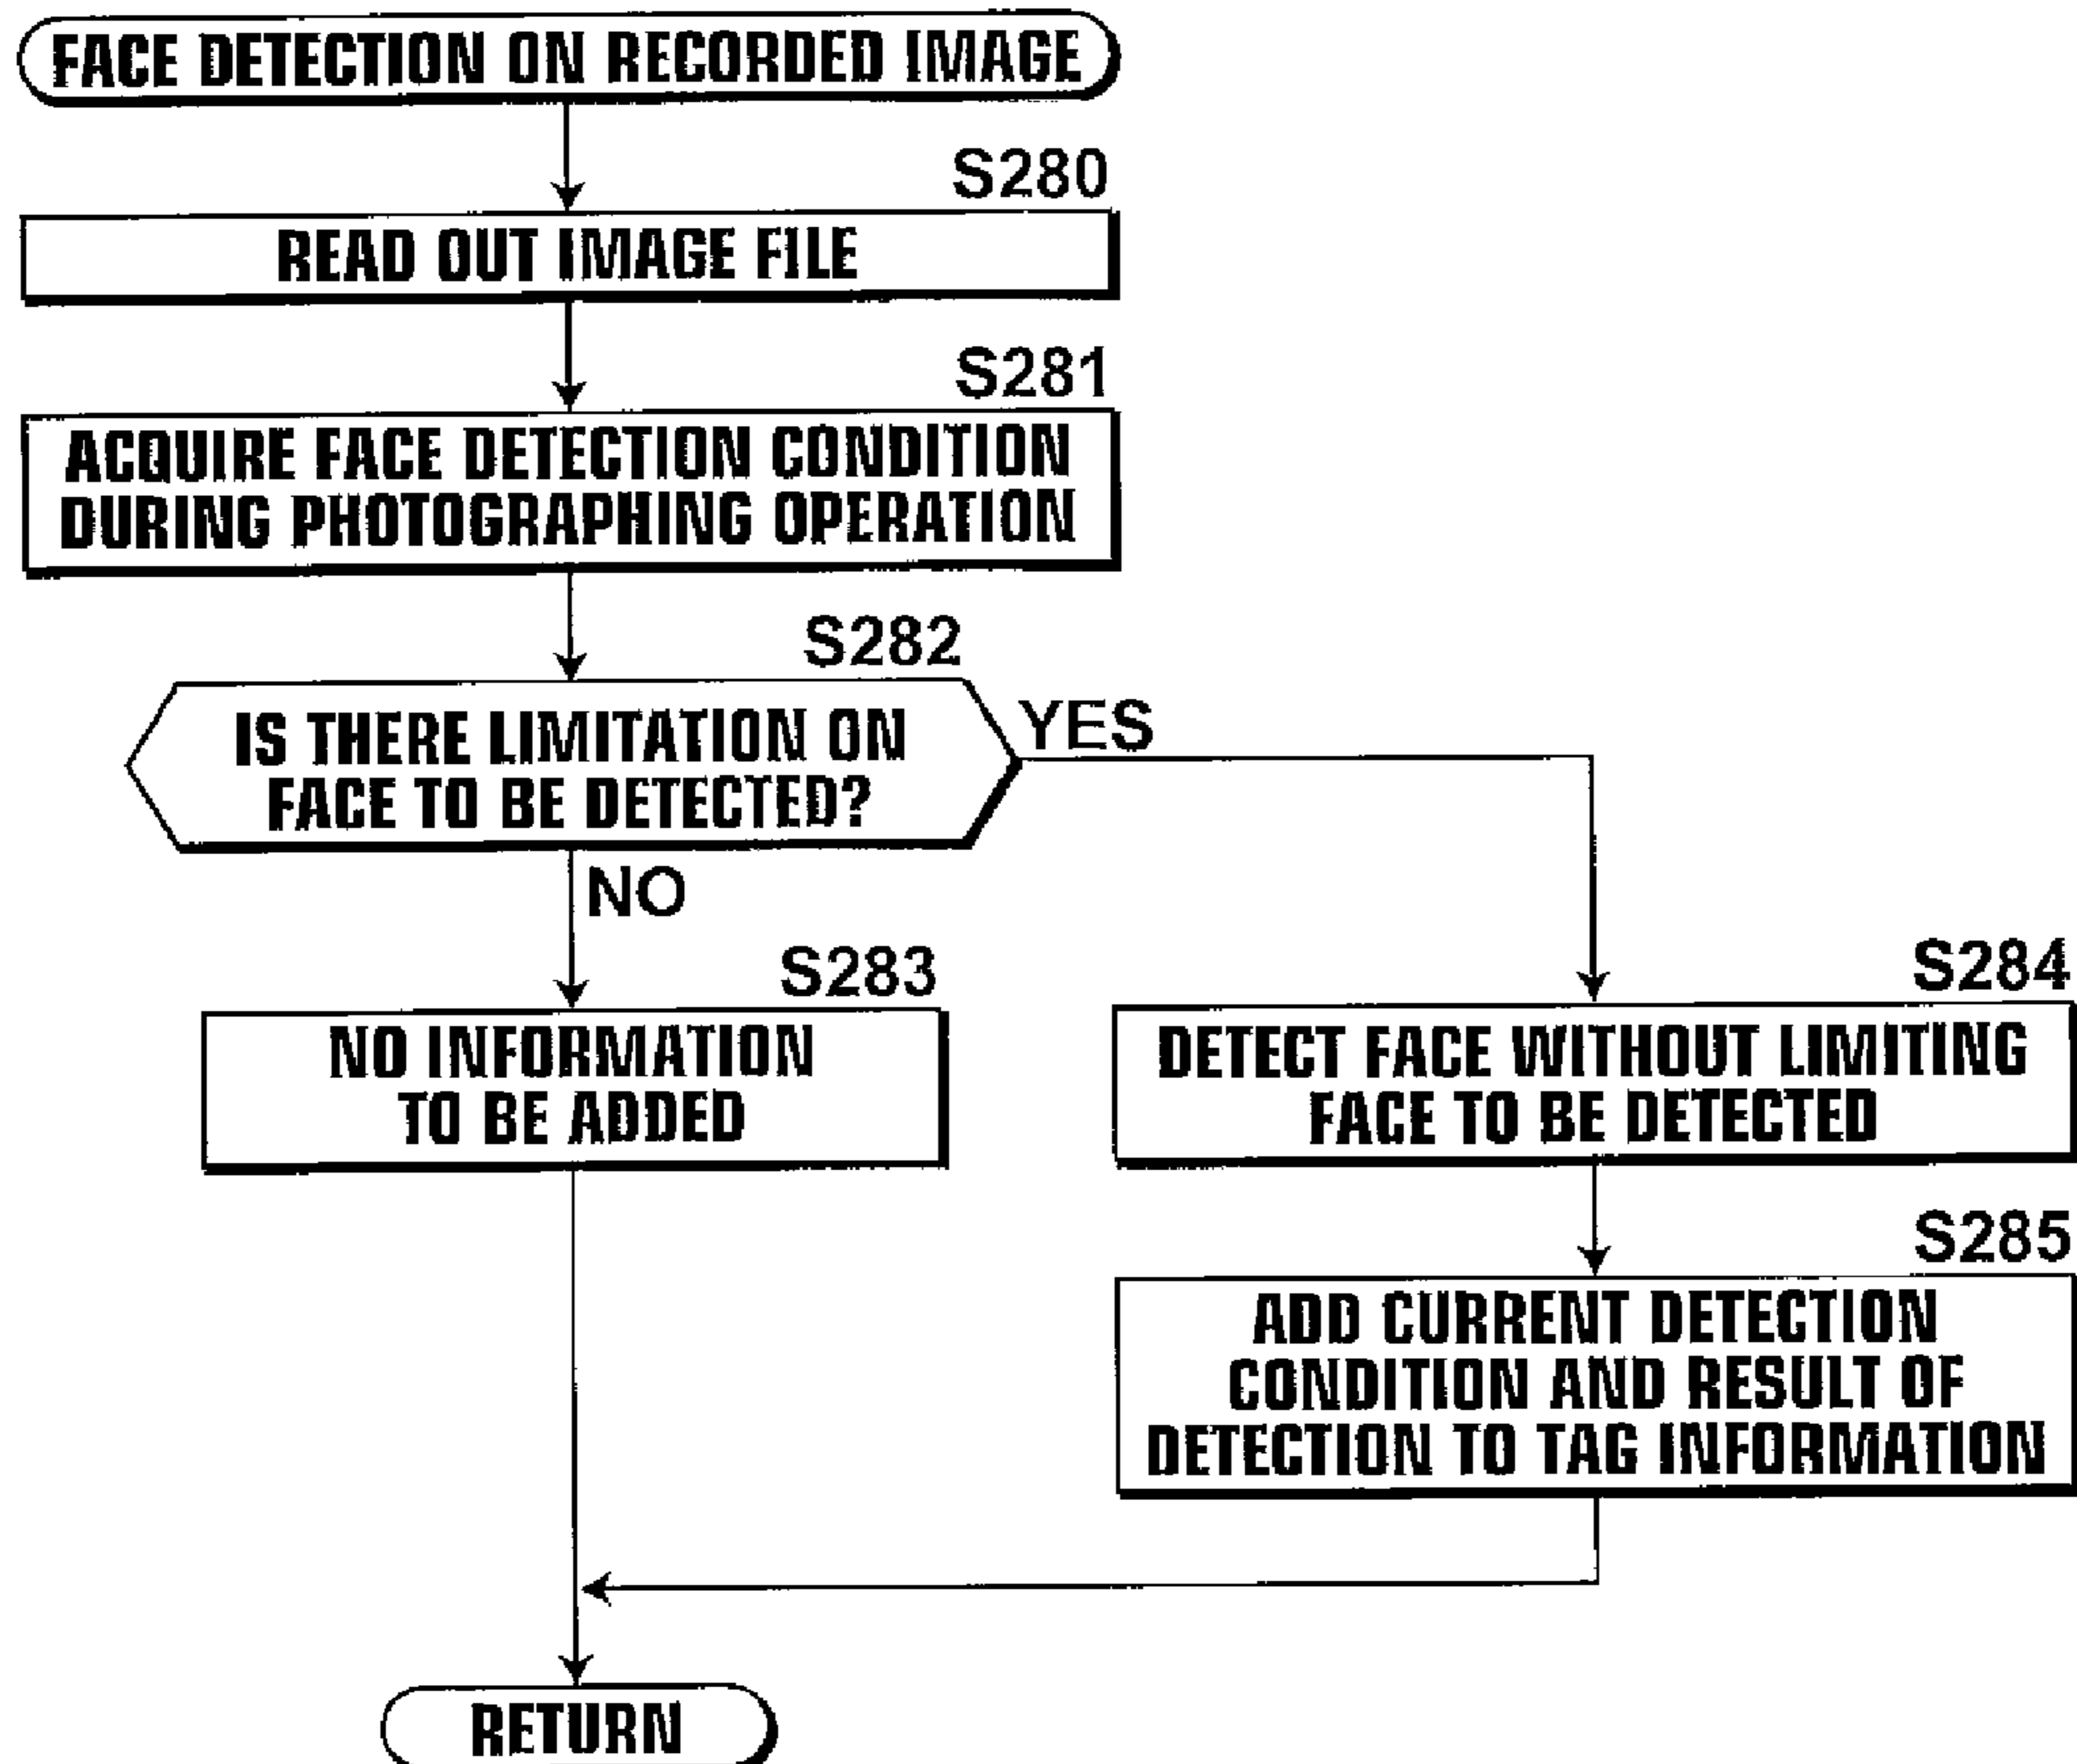 FACE DETECTION ON RECORDED IMAGE
S280
READ OUT IMAGE FILE
S281
ACQUIRE FACE DETECTION CONDITION
DURING PHOTOGRAPHING OPERATION
S282
IS THERE LIMITATION ON
FACE TO BE DETECTED?
YES
NO
S283
NO INFORMATION
TO BE ADDED
S284
DETECT FACE WITHOUT LIMITING
FACE TO BE DETECTED
S285
ADD CURRENT DETECTION
CONDITION AND RESULT OF
DETECTION TO TAG INFORMATION
RETURN